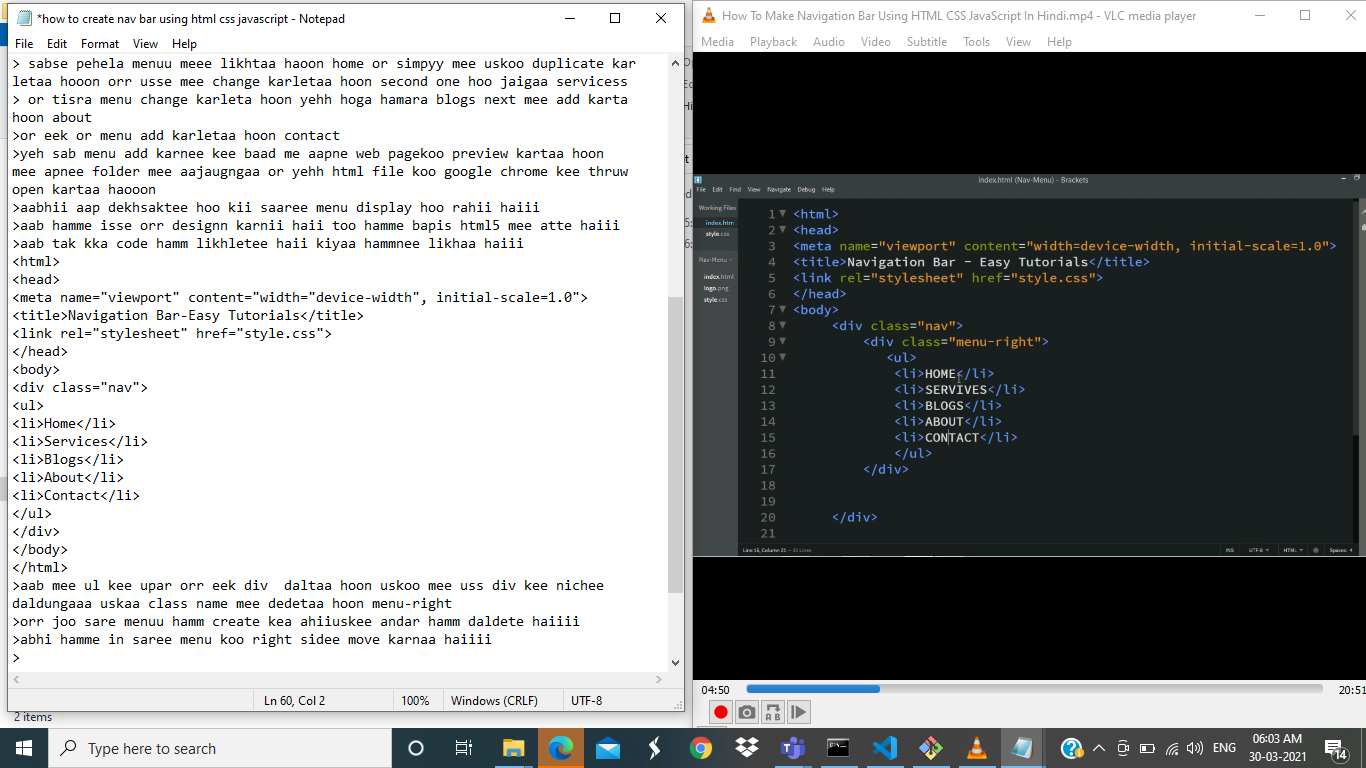 *how to create nav bar using html css javascript - Notepad
File Edit Format View Help
> sabse pehela menuu meee likhtaa haoon home or simpyy mee uskoo duplicate kar
letaa hooon orr usse mee change karletaa hoon second one hoo jaigaa servicess
> or tisra menu change karleta hoon yehh hoga hamara blogs next mee add karta
hoon about
>or eek or menu add karletaa hoon contact
>yeh sab menu add karnee kee baad me aapne web pagekoo preview kartaa hoon
mee apnee folder mee aajaugngaa or yehh html file koo google chrome kee thruw
open kartaa haooon
>aabhii aap dekhsaktee hoo kii saaree menu display hoo rahii haiii
>aab hamme isse orr designn karnii haii too hamme bapis html5 mee atte haiii
>aab tak kka code hamm likhletee haii kiyaa hammnee likhaa haiii
<html>
<head>
<meta name="viewport" content="width="device-width", initial-scale=1.0">
<title>Navigation Bar-Easy Tutorials</title>
<link rel="stylesheet" href="style.css">
</head>
<body>
<div class="nav">
<ul>
<li>Home</li>
<li>Services</li>
<li>Blogs</li>
<li>About</li>
<li>Contact</li>
</ul>
</div>
</body>
</html>
>aab mee ul kee upar orr eek div  daltaa hoon uskoo mee uss div kee nichee
daldungaaa uskaa class name mee dedetaa hoon menu-right
>orr joo sare menuu hamm create kea ahiiuskee andar hamm daldete haiiii
>abhi hamme in saree menu koo right sidee move karnaa haiiii
>
Ln 60, Col 2 100% Windows (CRLF) UTF-8
2 items
How To Make Navigation Bar Using HTML CSS JavaScript In Hindi.mp4 - VLC media player
Media Playback Audio Video Subtitle Tools View Help
index.html (Nav-Menu) - Brackets
File Edit Find View Navigate Debug Help
Working Files
index.htm
style.css
Nav-Menu
index.html
logo.png
style.css
1 <html>
2 <head>
3 <meta name="viewport" content="width=device-width, initial-scale=1.0">
4 <title>Navigation Bar - Easy Tutorials</title>
5 <link rel="stylesheet" href="style.css">
6 </head>
7 <body>
8 <div class="nav">
9 <div class="menu-right">
10 <ul>
11 <li>HOME</li>
12 <li>SERVIVES</li>
13 <li>BLOGS</li>
14 <li>ABOUT</li>
15 <li>CONTACT</li>
16 </ul>
17 </div>
18
19
20 </div>
21
Line 15, Column 21 — 21 Lines INS UTF-8 HTML Spaces: 4
04:50 20:51
Type here to search
ENG 06:03 AM
30-03-2021
14